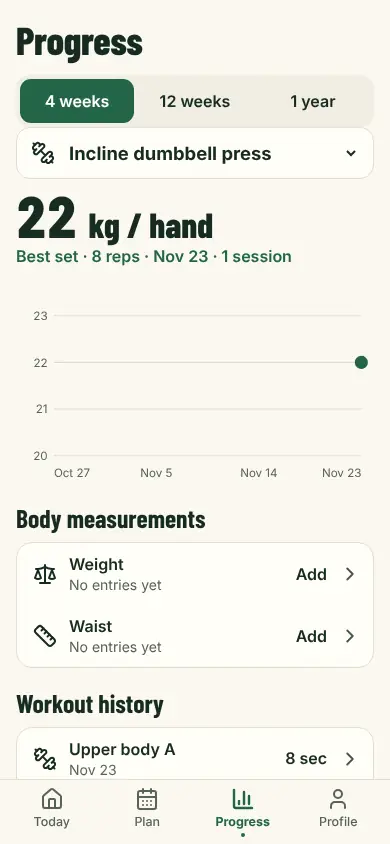 Progress
4 weeks 12 weeks 1 year
Incline dumbbell press
22 kg / hand
Best set · 8 reps · Nov 23 · 1 session
23
22
21
20
Oct 27 Nov 5 Nov 14 Nov 23
Body measurements
Weight
No entries yet
Add
Waist
No entries yet
Add
Workout history
Upper body A
Nov 23
8 sec
Today Plan Progress Profile